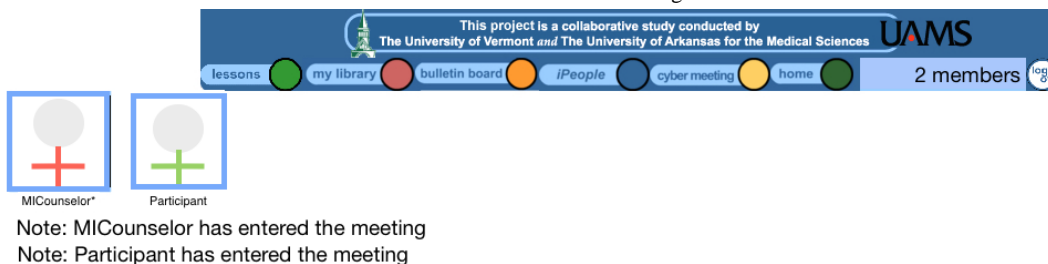 This project is a collaborative study conducted by
The University of Vermont and The University of Arkansas for the Medical Sciences
UAMS
lessons my library bulletin board iPeople cyber meeting home 2 members
MICounselor* Participant
Note: MICounselor has entered the meeting
Note: Participant has entered the meeting